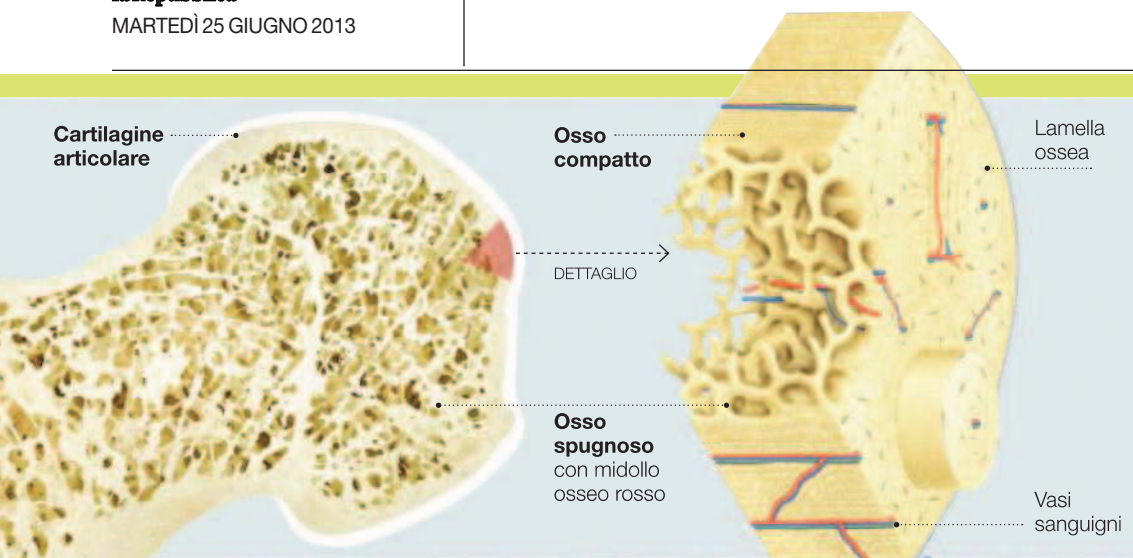 MARTEDÌ 25 GIUGNO 2013
Cartilagine
articolare
Osso
compatto
Lamella
ossea
DETTAGLIO
Osso
spugnoso
con midollo
osseo rosso
Vasi
sanguigni